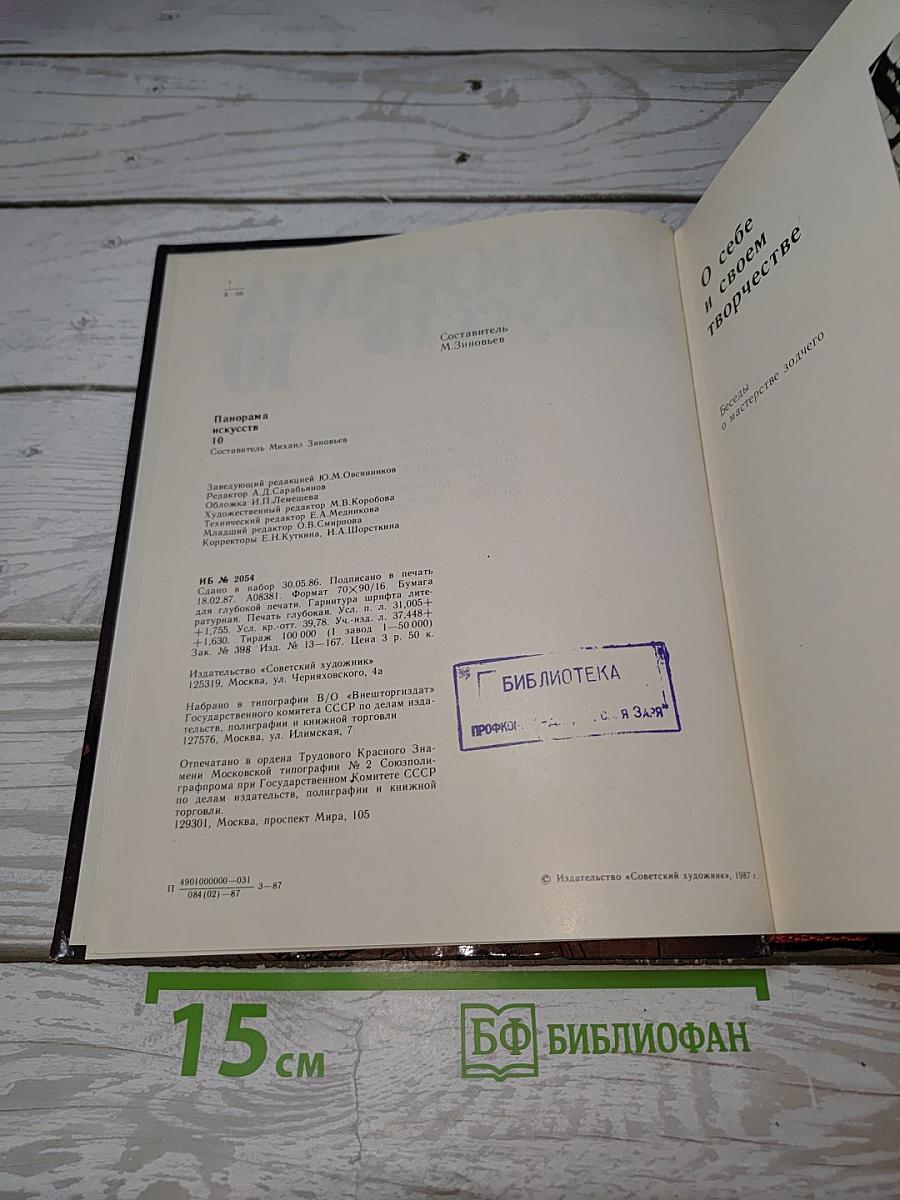 Составитель
М.Зиновьев
Панорама
искусств
10
Составитель Михаил Зиновьев
Заведующий редакцией Ю.М.Овсянников
Редактор А.Д.Сарабьянов
Обложка И.П.Лемешева
Художественный редактор М.В.Коробова
Технический редактор Е.А.Медникова
Младший редактор О.В.Смирнова
Корректоры Е.Н.Куткина, И.А.Шорсткина
ИБ № 2054
Сдано в набор 30.05.86. Подписано в печать
18.02.87. А08381. Формат 70×90/16. Бумага
для глубокой печати. Гарнитура шрифта лите-
ратурная. Печать глубокая. Усл. п. л. 31,005+
+1,755. Усл. кр.-отт. 39,78. Уч.-изд. л. 37,448+
+1,630. Тираж 100 000 (1 завод 1—50 000)
Зак. № 398 Изд. № 13—167. Цена 3 р. 50 к.
Издательство «Советский художник»
125319, Москва, ул. Черняховского, 4а
Набрано в типографии В/О «Внешторгиздат»
Государственного комитета СССР по делам изда-
тельств, полиграфии и книжной торговли
127576, Москва, ул. Илимская, 7
Отпечатано в ордена Трудового Красного Зна-
мени Московской типографии № 2 Союзполи-
графпрома при Государственном Комитете СССР
по делам издательств, полиграфии и книжной
торговли.
129301, Москва, проспект Мира, 105
П 4901000000—031 3—87
084(02)—87
© Издательство «Советский художник», 1987 г.
БИБЛИОТЕКА
О себе
и своем
творчестве
Беседы
о мастерстве зодчего
15 см
БФ БИБЛИОФАН